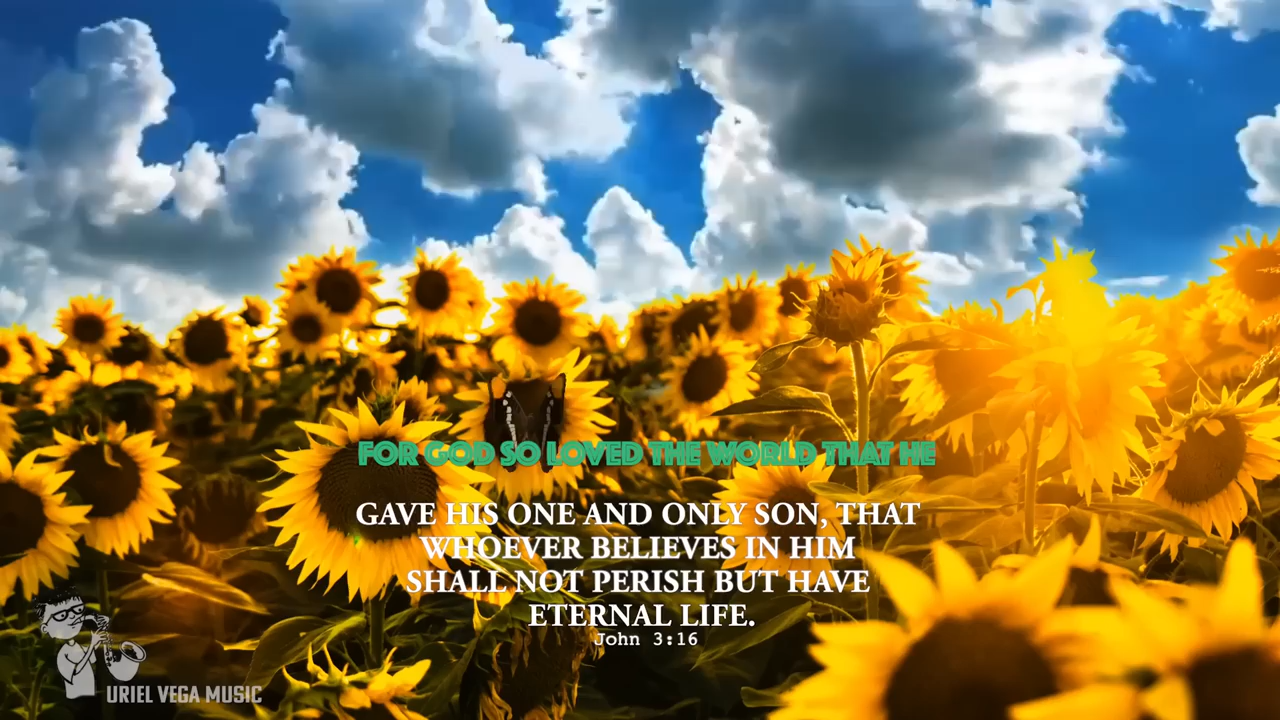 FOR GOD SO LOVED THE WORLD THAT HE
GAVE HIS ONE AND ONLY SON, THAT
WHOEVER BELIEVES IN HIM
SHALL NOT PERISH BUT HAVE
ETERNAL LIFE.
John 3:16
URIEL VEGA MUSIC